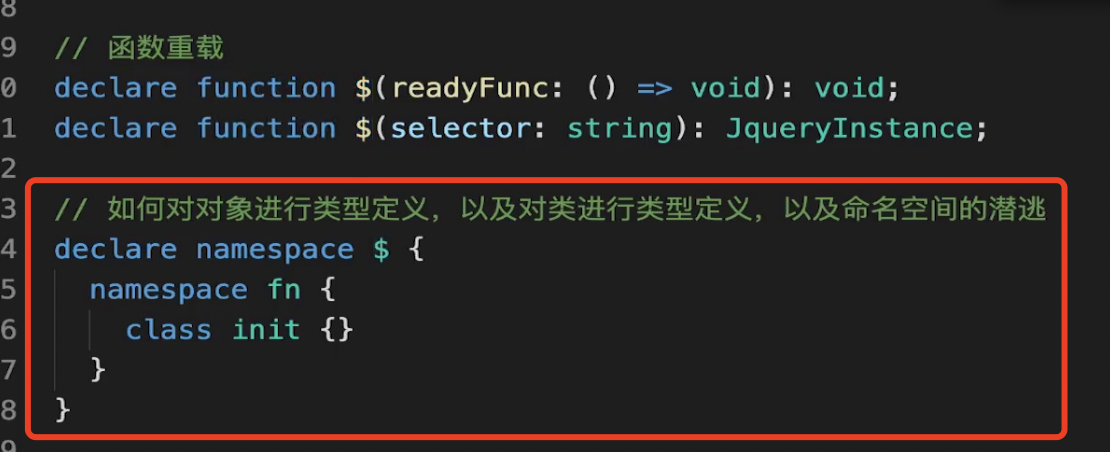 8
9 // 函数重载
0 declare function $(readyFunc: () => void): void;
1 declare function $(selector: string): JqueryInstance;
2
3 // 如何对对象进行类型定义，以及对类进行类型定义，以及命名空间的潜逃
4 declare namespace $ {
5 namespace fn {
6 class init {}
7 }
8 }
9